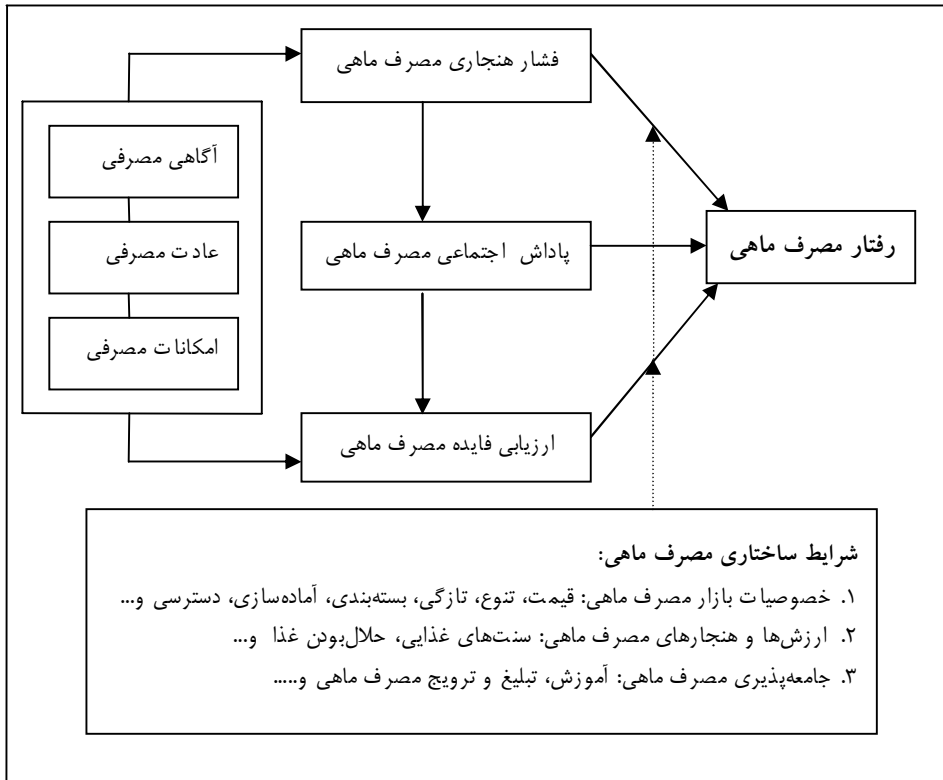 فشار هنجاری مصرف ماهی
آگاهی مصرفی
عادت مصرفی
امکانات مصرفی
پاداش اجتماعی مصرف ماهی
رفتار مصرف ماهی
ارزیابی فایده مصرف ماهی
شرایط ساختاری مصرف ماهی:
۱. خصوصیات بازار مصرف ماهی: قیمت، تنوع، تازگی، بسته‌بندی، آماده‌سازی، دسترسی و...
۲. ارزش‌ها و هنجارهای مصرف ماهی: سنت‌های غذایی، حلال‌بودن غذا و...
۳. جامعه‌پذیری مصرف ماهی: آموزش، تبلیغ و ترویج مصرف ماهی و.....